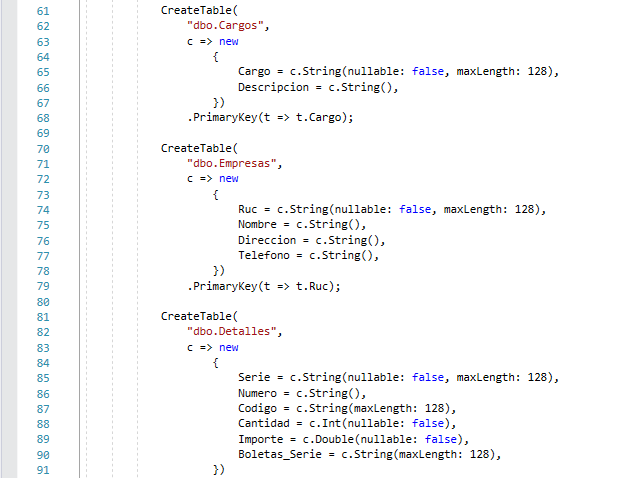 61 CreateTable(
62 "dbo.Cargos",
63 c => new
64 {
65 Cargo = c.String(nullable: false, maxLength: 128),
66 Descripcion = c.String(),
67 })
68 .PrimaryKey(t => t.Cargo);
69
70 CreateTable(
71 "dbo.Empresas",
72 c => new
73 {
74 Ruc = c.String(nullable: false, maxLength: 128),
75 Nombre = c.String(),
76 Direccion = c.String(),
77 Telefono = c.String(),
78 })
79 .PrimaryKey(t => t.Ruc);
80
81 CreateTable(
82 "dbo.Detalles",
83 c => new
84 {
85 Serie = c.String(nullable: false, maxLength: 128),
86 Numero = c.String(),
87 Codigo = c.String(maxLength: 128),
88 Cantidad = c.Int(nullable: false),
89 Importe = c.Double(nullable: false),
90 Boletas_Serie = c.String(maxLength: 128),
91 })